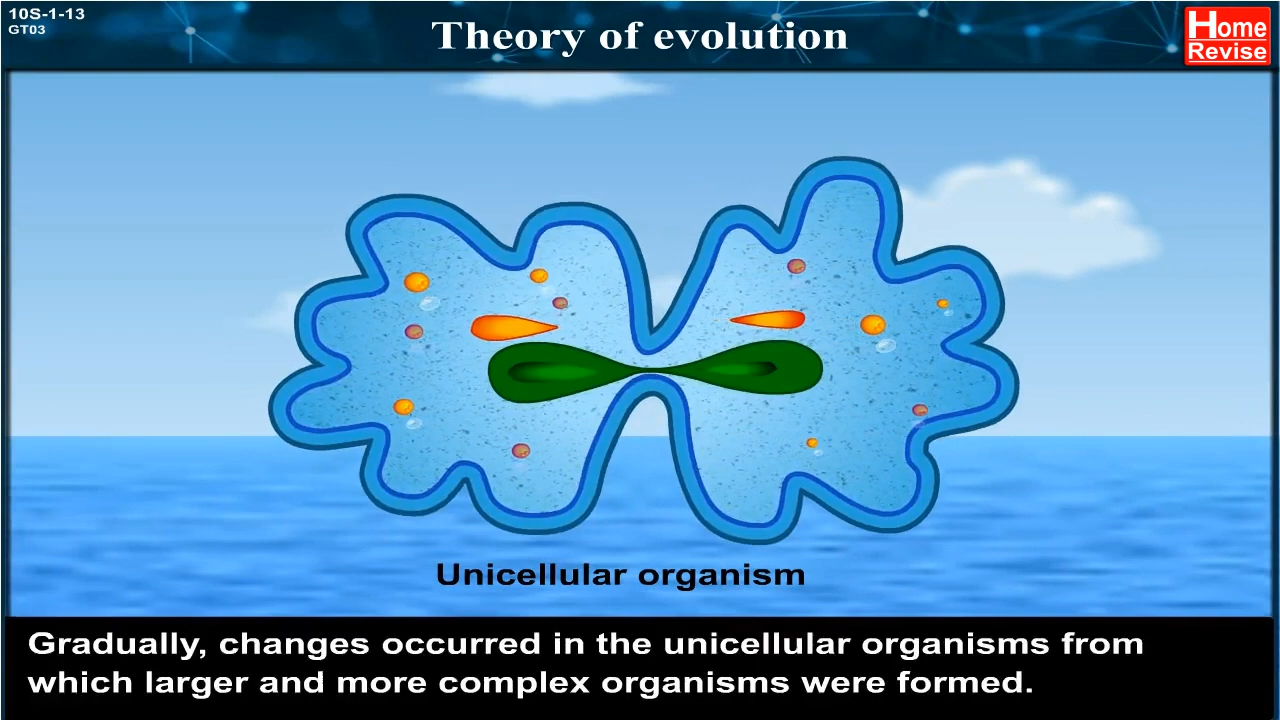 10S-1-13
GT03
Theory of evolution
Home
Revise
Unicellular organism
Gradually, changes occurred in the unicellular organisms from
which larger and more complex organisms were formed.